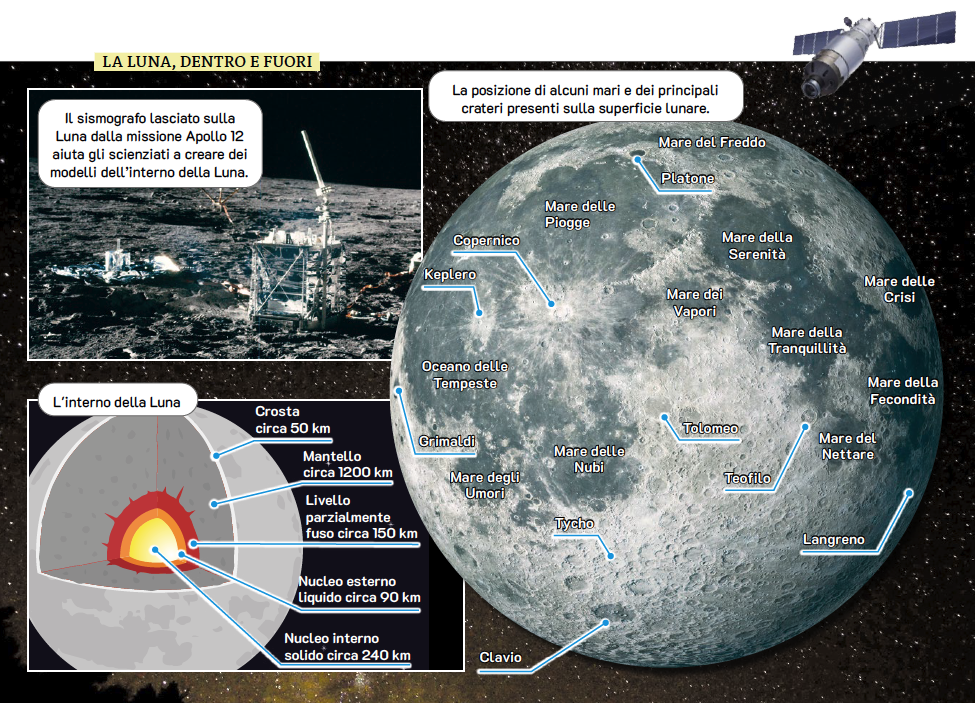 LA LUNA, DENTRO E FUORI
Il sismografo lasciato sulla
Luna dalla missione Apollo 12
aiuta gli scienziati a creare dei
modelli dell'interno della Luna.
La posizione di alcuni mari e dei principali
crateri presenti sulla superficie lunare.
Mare del Freddo
Platone
Mare delle
Piogge
Copernico
Mare della
Serenità
Keplero
Mare delle
Crisi
Mare dei
Vapori
Mare della
Tranquillità
Oceano delle
Tempeste
Mare della
Fecondità
Grimaldi
Tolomeo
Mare del
Nettare
Mare delle
Nubi
Mare degli
Umori
Teofilo
Tycho
Langreno
Clavio
L'interno della Luna
Crosta
circa 50 km
Mantello
circa 1200 km
Livello
parzialmente
fuso circa 150 km
Nucleo esterno
liquido circa 90 km
Nucleo interno
solido circa 240 km